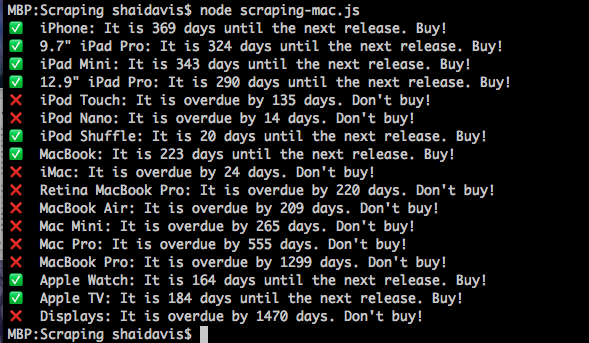 MBP:Scraping shaidavis$ node scraping-mac.js
✅ iPhone: It is 369 days until the next release. Buy!
✅ 9.7" iPad Pro: It is 324 days until the next release. Buy!
✅ iPad Mini: It is 343 days until the next release. Buy!
✅ 12.9" iPad Pro: It is 290 days until the next release. Buy!
❌ iPod Touch: It is overdue by 135 days. Don't buy!
❌ iPod Nano: It is overdue by 14 days. Don't buy!
✅ iPod Shuffle: It is 20 days until the next release. Buy!
✅ MacBook: It is 223 days until the next release. Buy!
❌ iMac: It is overdue by 24 days. Don't buy!
❌ Retina MacBook Pro: It is overdue by 220 days. Don't buy!
❌ MacBook Air: It is overdue by 209 days. Don't buy!
❌ Mac Mini: It is overdue by 265 days. Don't buy!
❌ Mac Pro: It is overdue by 555 days. Don't buy!
❌ MacBook Pro: It is overdue by 1299 days. Don't buy!
✅ Apple Watch: It is 164 days until the next release. Buy!
✅ Apple TV: It is 184 days until the next release. Buy!
❌ Displays: It is overdue by 1470 days. Don't buy!
MBP:Scraping shaidavis$